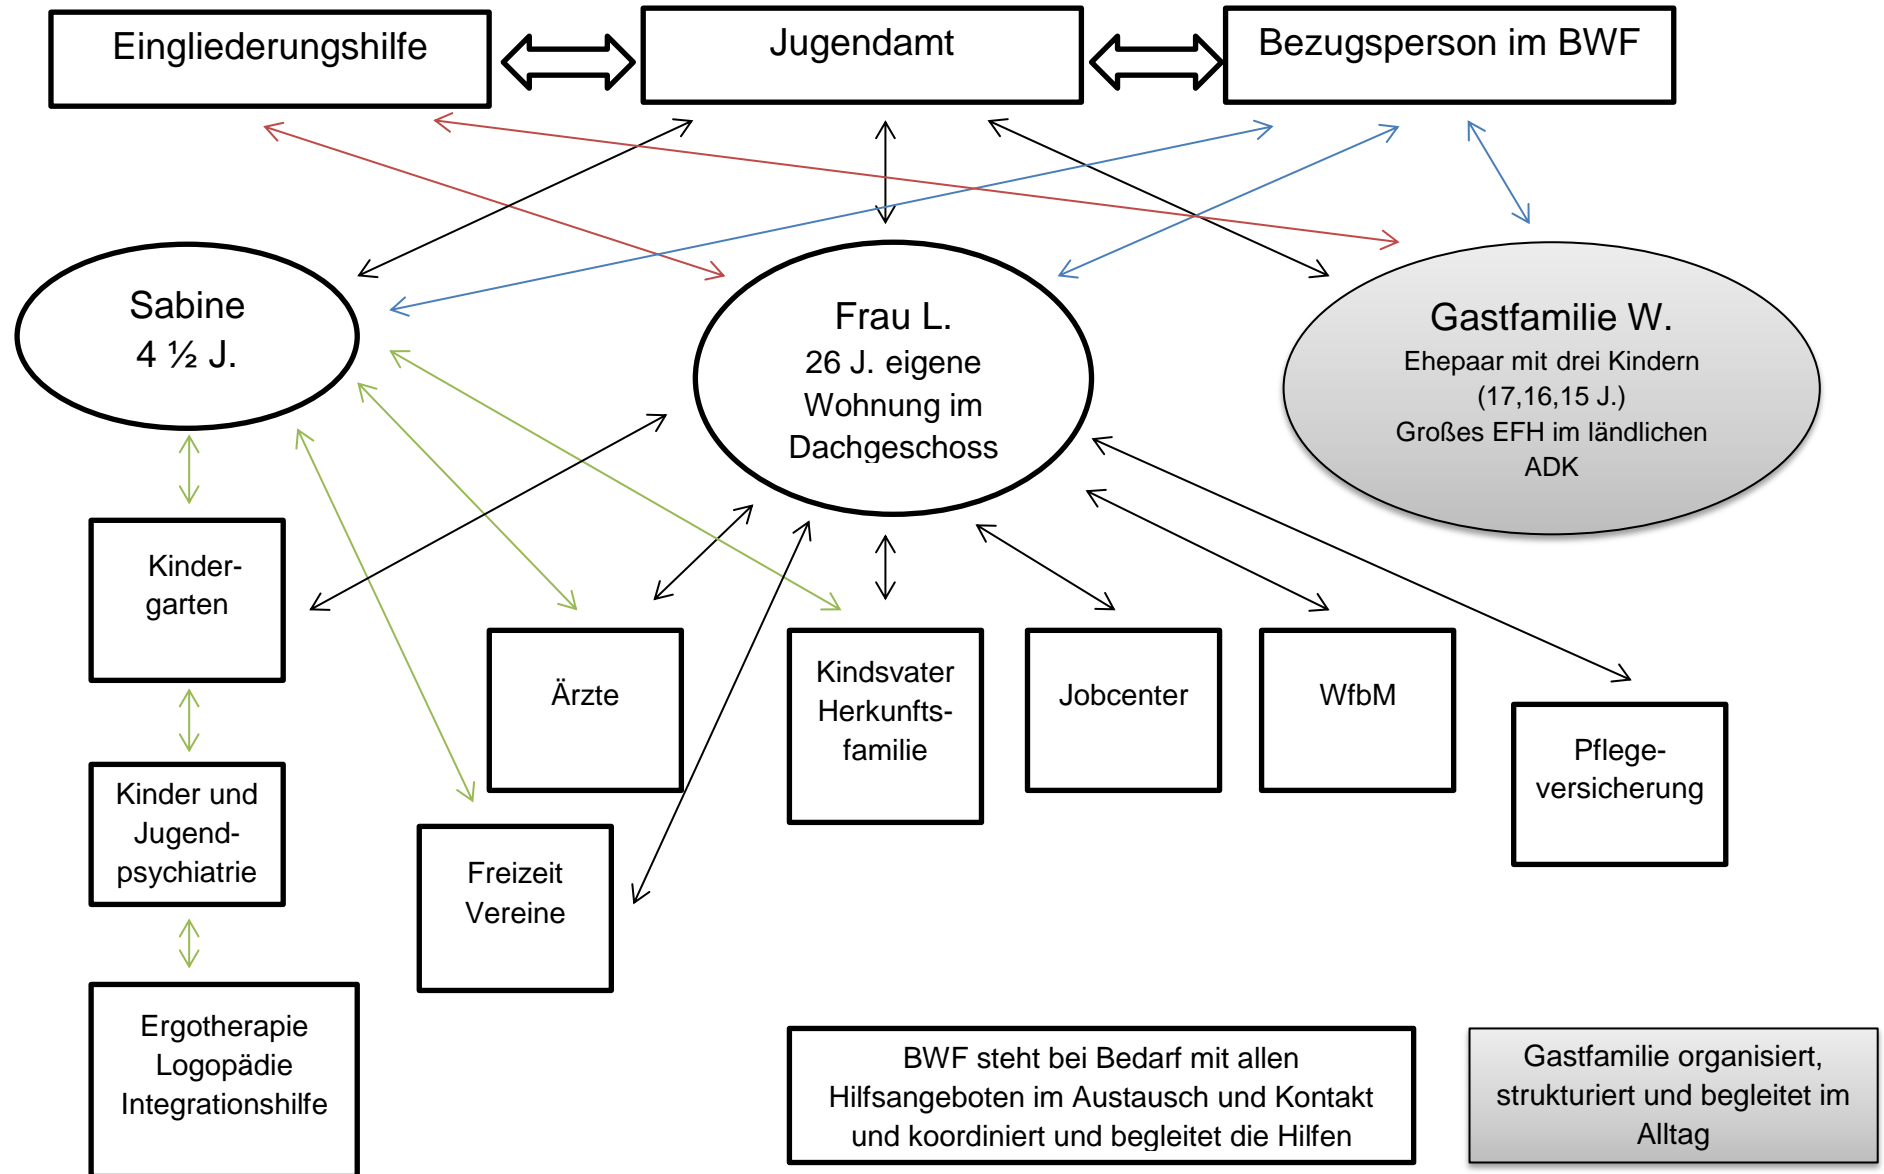 Eingliederungshilfe
Jugendamt
Bezugsperson im BWF
Sabine
4 ½ J.
Frau L.
26 J. eigene
Wohnung im
Dachgeschoss
Gastfamilie W.
Ehepaar mit drei Kindern
(17,16,15 J.)
Großes EFH im ländlichen
ADK
Kinder-
garten
Ärzte
Kindsvater
Herkunfts-
familie
Jobcenter
WfbM
Pflege-
versicherung
Kinder und
Jugend-
psychiatrie
Freizeit
Vereine
Ergotherapie
Logopädie
Integrationshilfe
BWF steht bei Bedarf mit allen
Hilfsangeboten im Austausch und Kontakt
und koordiniert und begleitet die Hilfen
Gastfamilie organisiert,
strukturiert und begleitet im
Alltag